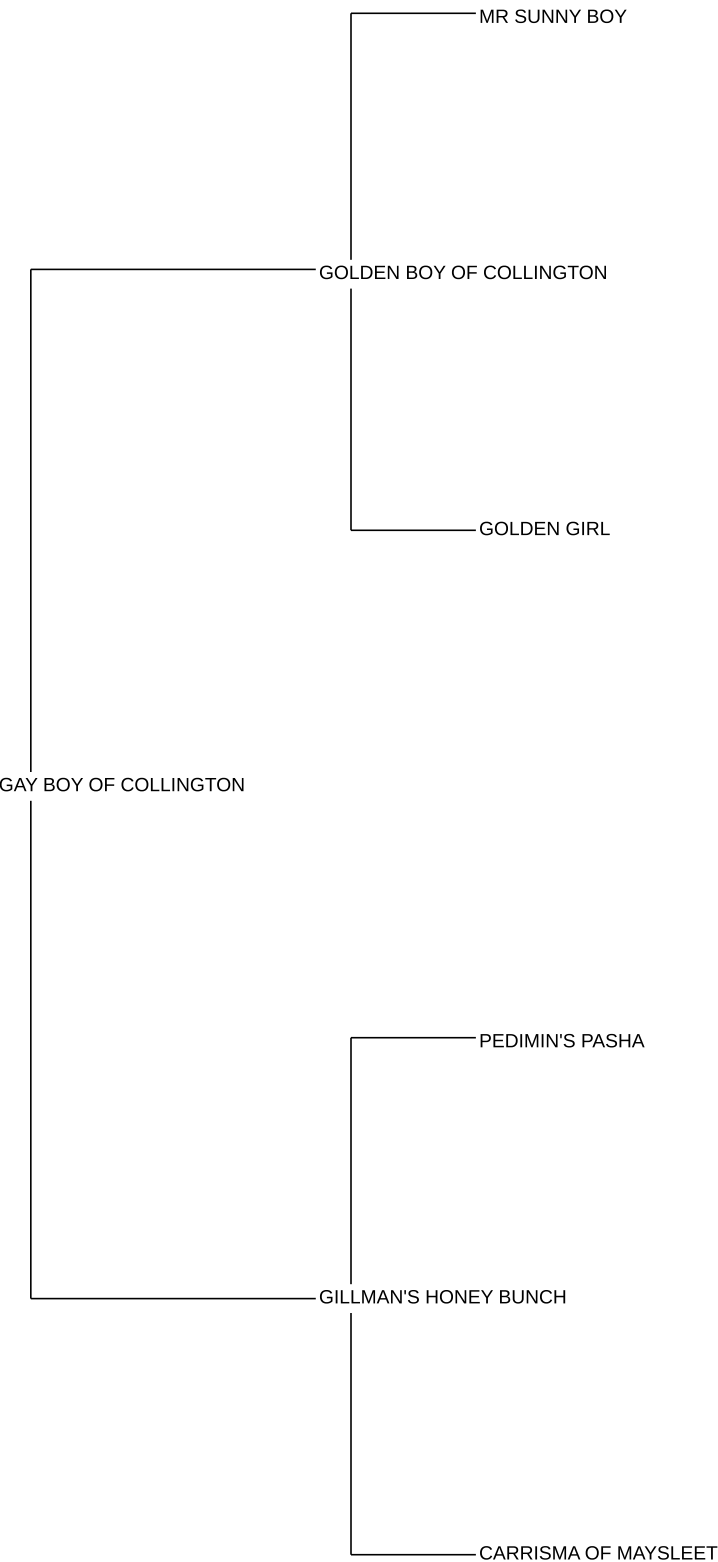 MR SUNNY BOY
GOLDEN BOY OF COLLINGTON
GOLDEN GIRL
GAY BOY OF COLLINGTON
PEDIMIN'S PASHA
GILLMAN'S HONEY BUNCH
CARRISMA OF MAYSLEET